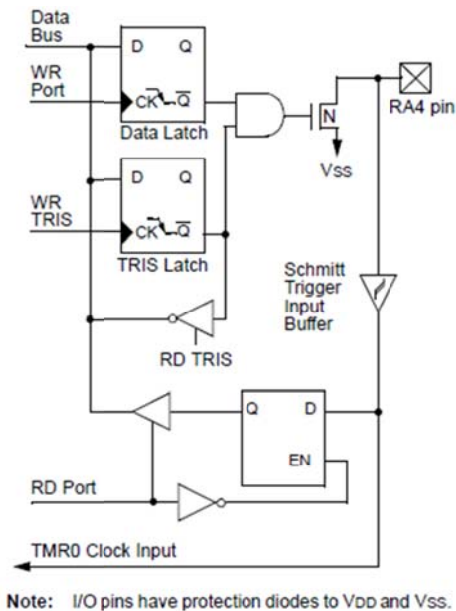 Data
Bus
D Q
WR
Port
CK Q
Data Latch
N
RA4 pin
VSS
D Q
WR
TRIS
CK Q
TRIS Latch
Schmitt
Trigger
Input
Buffer
RD TRIS
Q D
EN
RD Port
TMR0 Clock Input
Note: I/O pins have protection diodes to VDD and VSS.